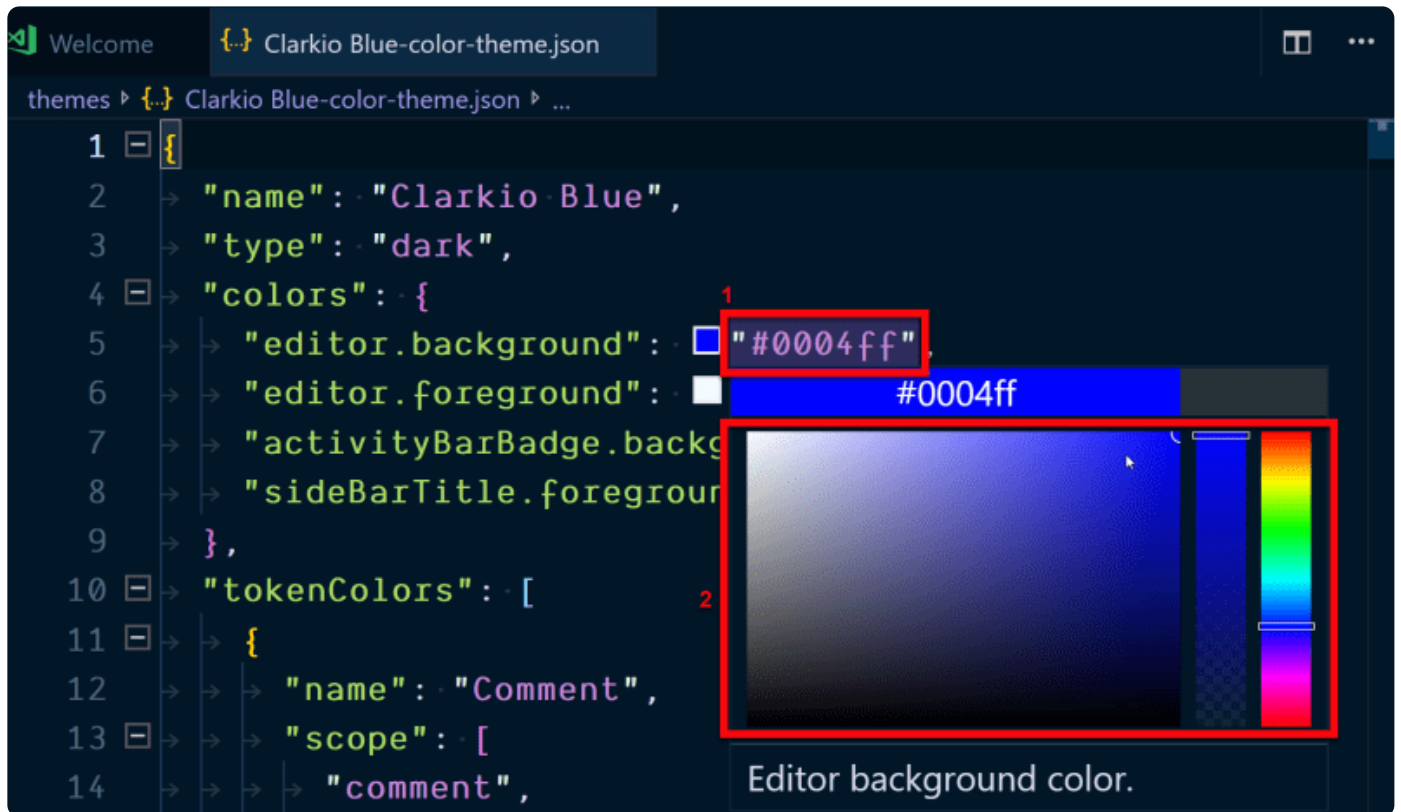 Welcome {..} Clarkio Blue-color-theme.json ...
themes {..} Clarkio Blue-color-theme.json ...
1 {
2 "name": "Clarkio Blue",
3 "type": "dark",
4 "colors": {
1
5 "editor.background": "#0004ff",
6 "editor.foreground": #0004ff
7 "activityBarBadge.backg
8 "sideBarTitle.foregrour
9 },
10 "tokenColors": [
2
11 {
12 "name": "Comment",
13 "scope": [
14 "comment",
Editor background color.